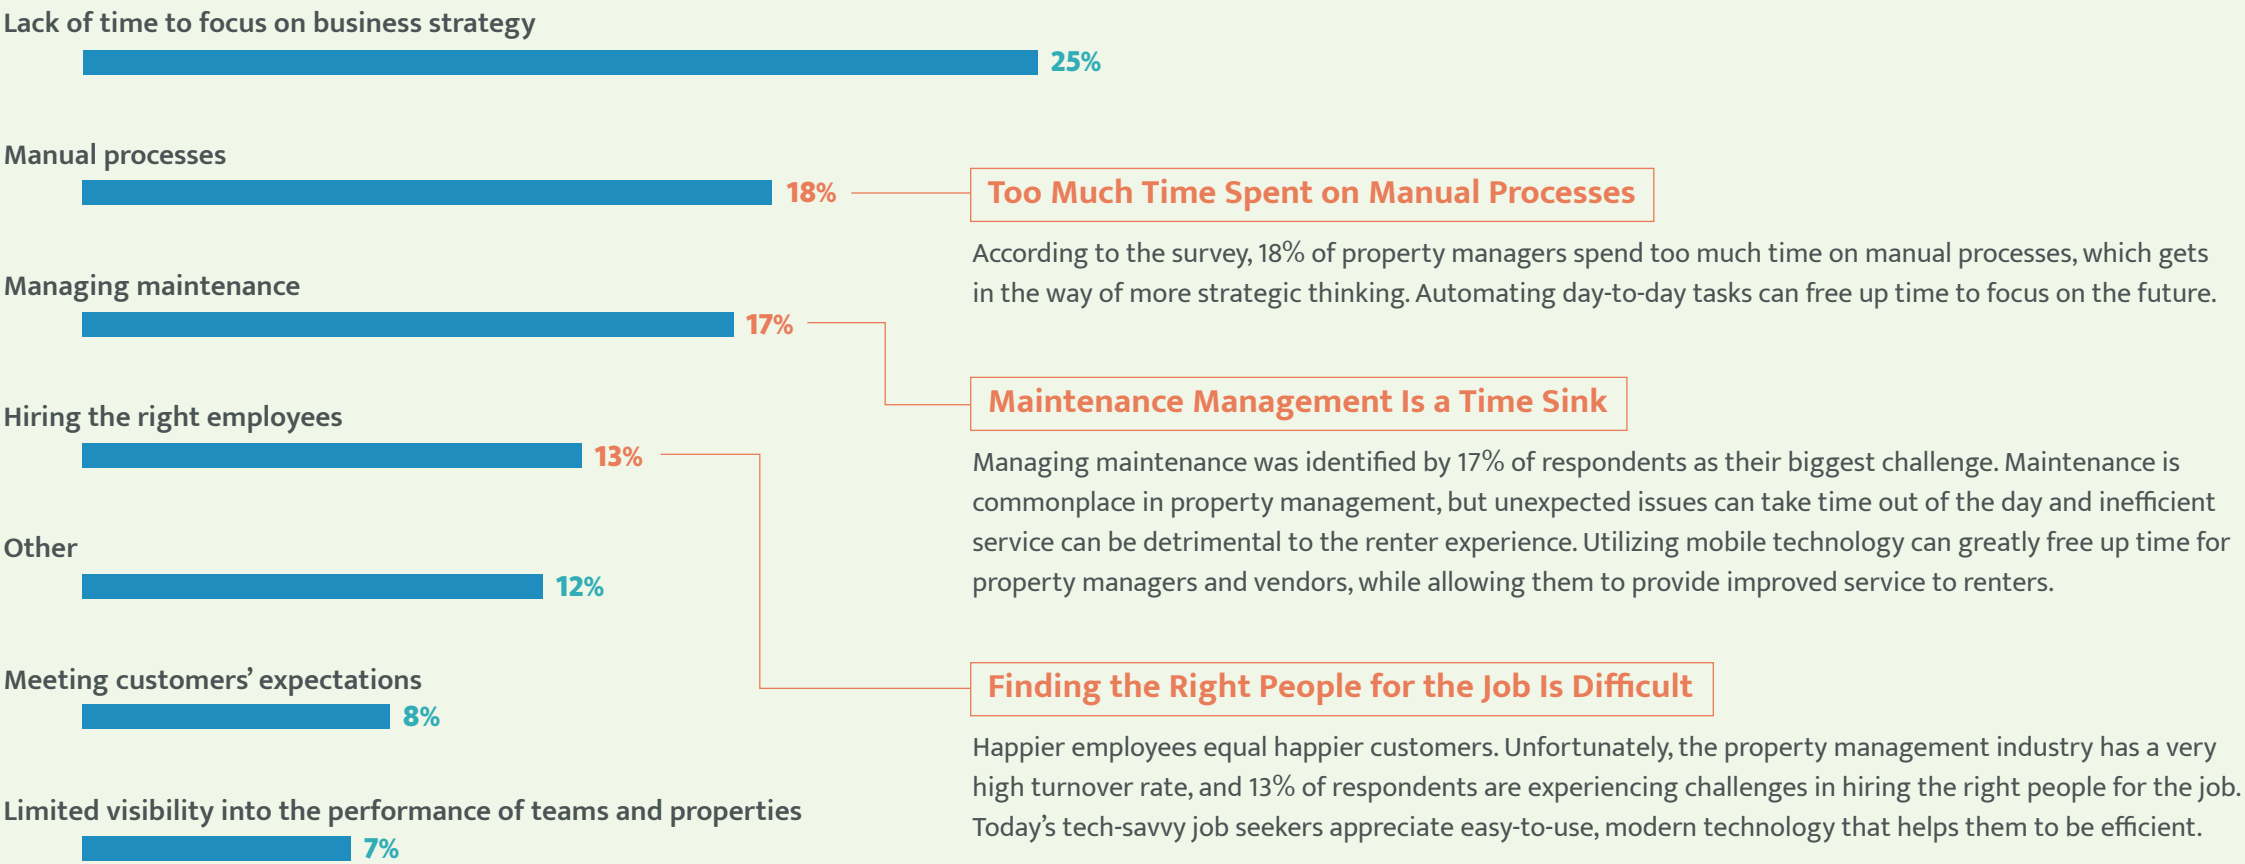 Lack of time to focus on business strategy
25%
Manual processes
18%
Managing maintenance
17%
Hiring the right employees
13%
Other
12%
Meeting customers’ expectations
8%
Limited visibility into the performance of teams and properties
7%
Too Much Time Spent on Manual Processes
According to the survey, 18% of property managers spend too much time on manual processes, which gets
in the way of more strategic thinking. Automating day-to-day tasks can free up time to focus on the future.
Maintenance Management Is a Time Sink
Managing maintenance was identified by 17% of respondents as their biggest challenge. Maintenance is
commonplace in property management, but unexpected issues can take time out of the day and inefficient
service can be detrimental to the renter experience. Utilizing mobile technology can greatly free up time for
property managers and vendors, while allowing them to provide improved service to renters.
Finding the Right People for the Job Is Difficult
Happier employees equal happier customers. Unfortunately, the property management industry has a very
high turnover rate, and 13% of respondents are experiencing challenges in hiring the right people for the job.
Today’s tech-savvy job seekers appreciate easy-to-use, modern technology that helps them to be efficient.